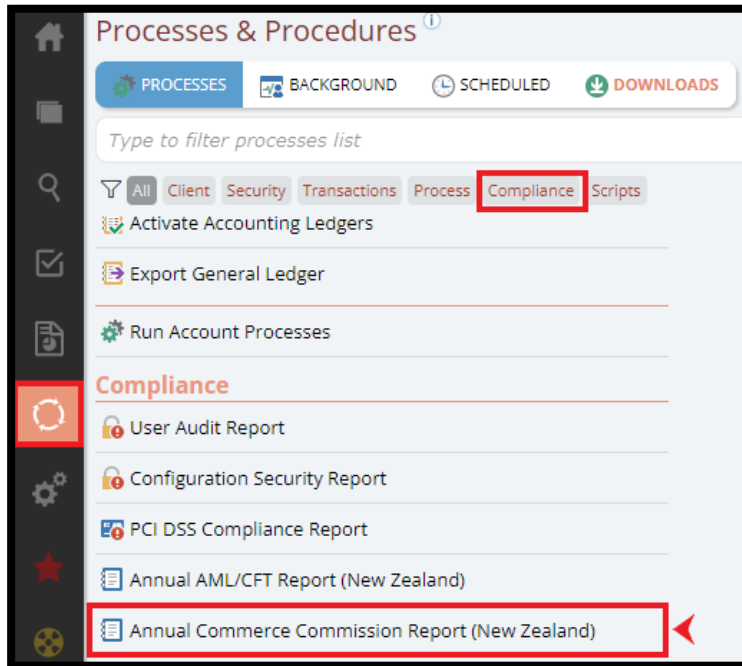 Processes & Procedures i
PROCESSES BACKGROUND SCHEDULED DOWNLOADS
Type to filter processes list
All Client Security Transactions Process Compliance Scripts
Activate Accounting Ledgers
Export General Ledger
Run Account Processes
Compliance
User Audit Report
Configuration Security Report
PCI DSS Compliance Report
Annual AML/CFT Report (New Zealand)
Annual Commerce Commission Report (New Zealand)